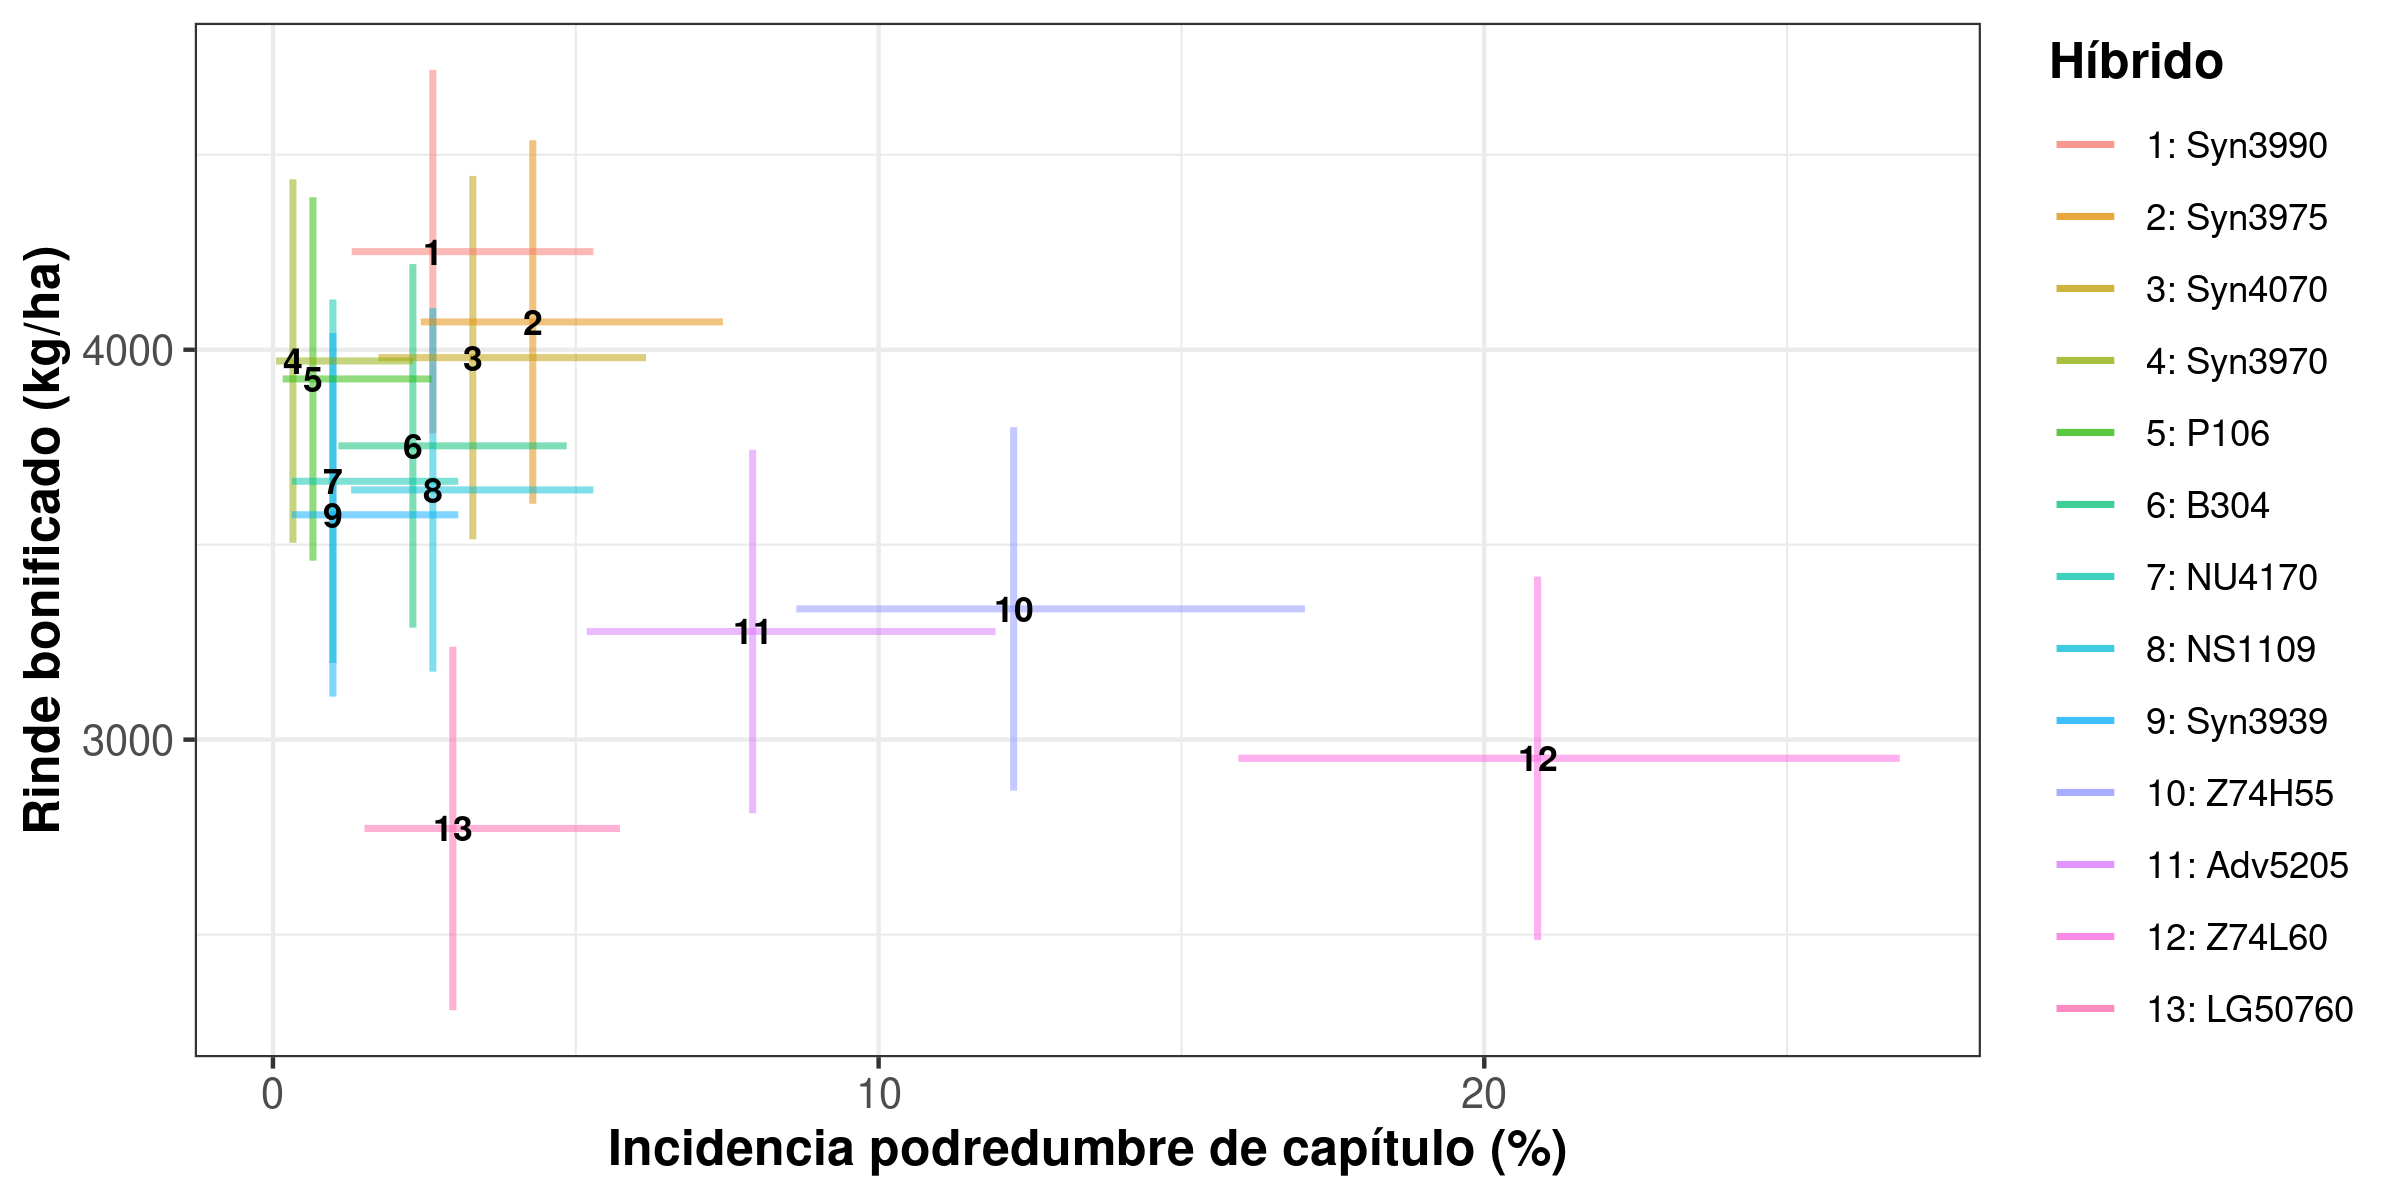 Rinde bonificado (kg/ha)
4000
3000
1
2
3
4
5
6
7
8
9
10
11
12
13
0
10
20
Incidencia podredumbre de capítulo (%)
Híbrido
1: Syn3990
2: Syn3975
3: Syn4070
4: Syn3970
5: P106
6: B304
7: NU4170
8: NS1109
9: Syn3939
10: Z74H55
11: Adv5205
12: Z74L60
13: LG50760